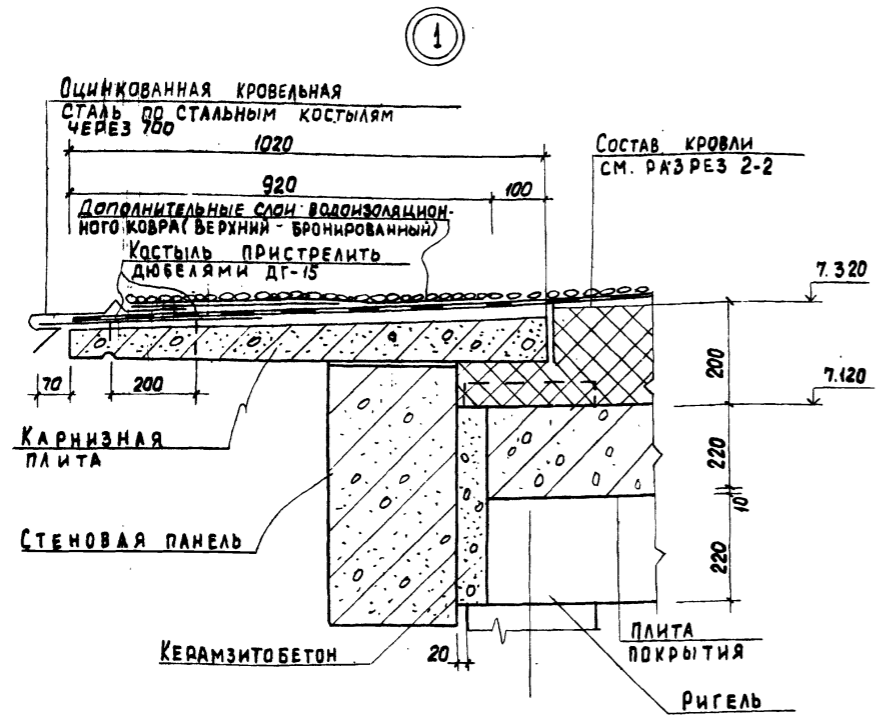 1
ОЦИНКОВАННАЯ КРОВЕЛЬНАЯ
СТАЛЬ ПО СТАЛЬНЫМ КОСТЫЛЯМ
ЧЕРЕЗ 700
1020
СОСТАВ КРОВЛИ
СМ. РАЗРЕЗ 2-2
920
100
ДОПОЛНИТЕЛЬНЫЕ СЛОИ ВОДОИЗОЛЯЦИОН-
НОГО КОВРА (ВЕРХНИЙ - БРОНИРОВАННЫЙ)
КОСТЫЛЬ ПРИСТРЕЛИТЬ
ДЮБЕЛЯМИ ДГ-15
7.320
200
70
200
7.120
КАРНИЗНАЯ
ПЛИТА
220
10
СТЕНОВАЯ ПАНЕЛЬ
220
КЕРАМЗИТОБЕТОН
20
ПЛИТА
ПОКРЫТИЯ
РИГЕЛЬ